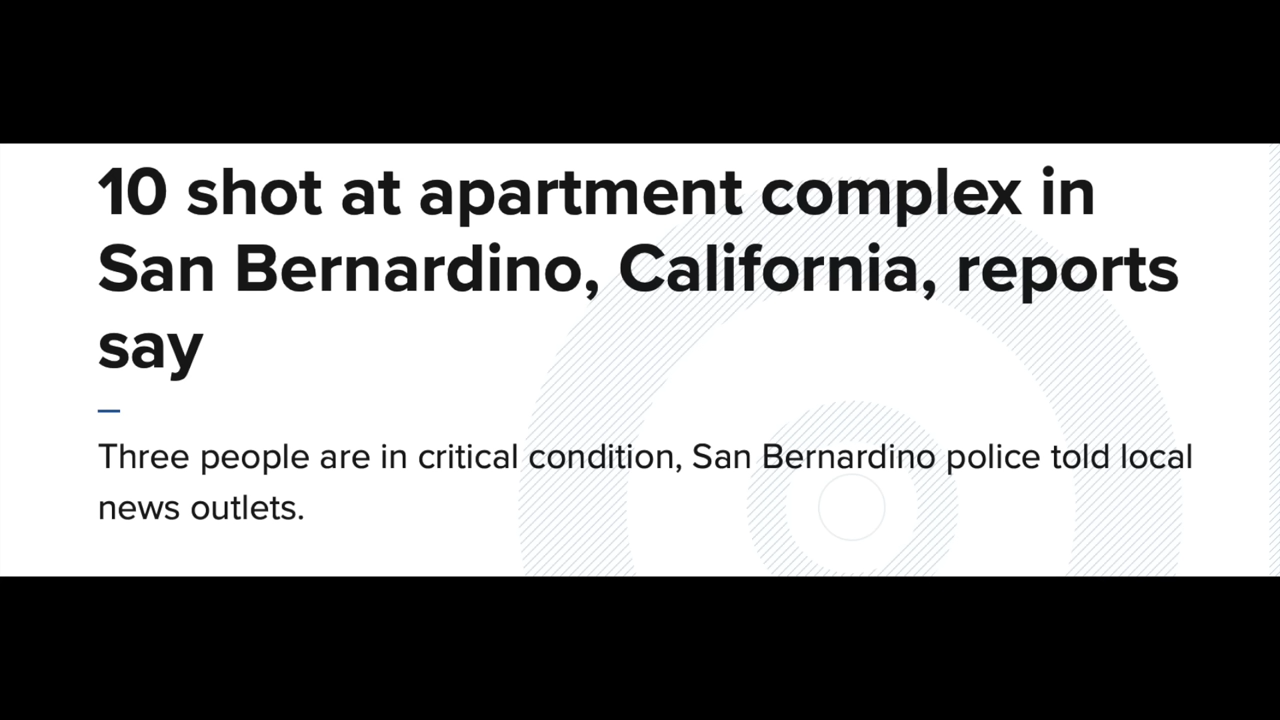 10 shot at apartment complex in
San Bernardino, California, reports
say
Three people are in critical condition, San Bernardino police told local
news outlets.